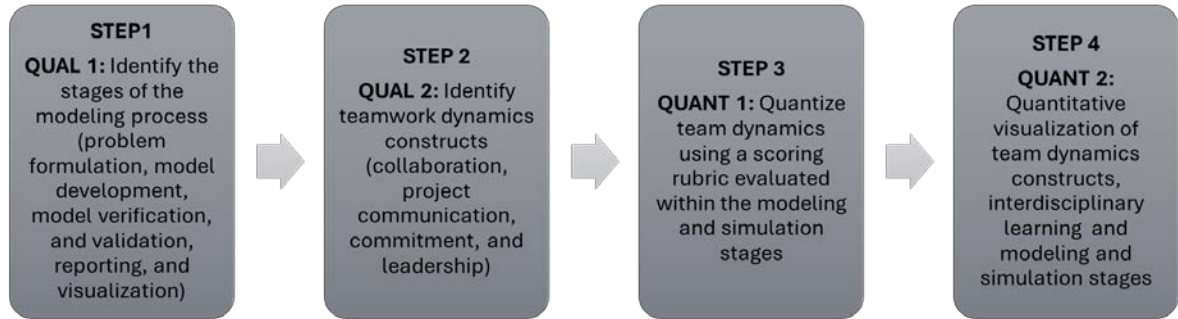 STEP1
QUAL 1: Identify the
stages of the
modeling process
(problem
formulation, model
development,
model verification,
and validation,
reporting, and
visualization)
STEP 2
QUAL 2: Identify
teamwork dynamics
constructs
(collaboration,
project
communication,
commitment, and
leadership)
STEP 3
QUANT 1: Quantize
team dynamics
using a scoring
rubric evaluated
within the modeling
and simulation
stages
STEP 4
QUANT 2:
Quantitative
visualization of
team dynamics
constructs,
interdisciplinary
learning and
modeling and
simulation stages